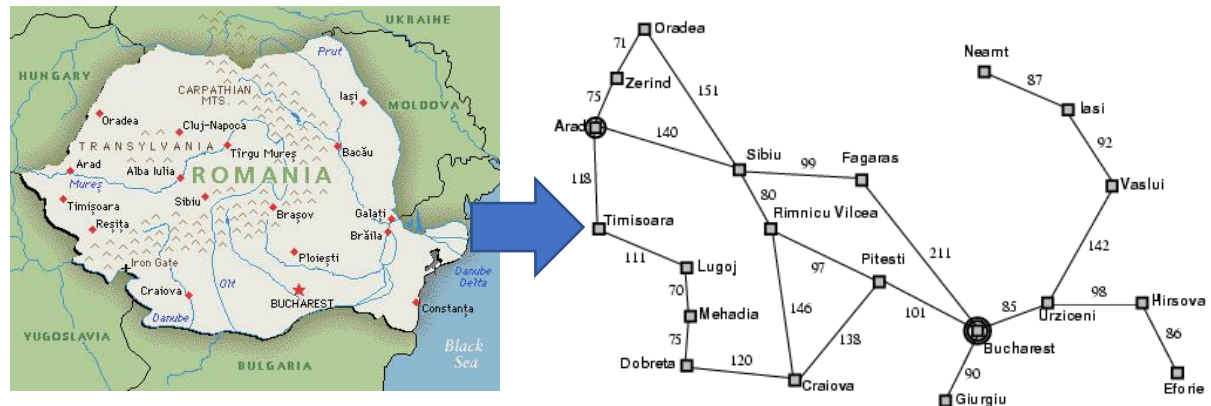 UKRAINE
Prut
HUNGARY
CARPATHIAN
MTS.
Iași
MOLDOVA
Oradea
Cluj-Napoca
TRANSYLVANIA
Tîrgu Mureș
Bacău
Arad
Alba Iulia
ROMANIA
Mureș
Timișoara
Sibiu
Brașov
Galați
Reșița
Brăila
Iron Gate
Ploiești
Danube
Delta
Olt
Craiova
BUCHAREST
Constanța
Danube
YUGOSLAVIA
Black
Sea
BULGARIA
Oradea
71
Neamt
Zerind
87
75
151
Iasi
Arad
140
92
Sibiu
99
Fagaras
118
80
Vaslui
Timisoara
Rimnicu Vilcea
111
211
142
Lugoj
97
Pitesti
70
98
Hirsova
Mehadia
146
101
85
Urziceni
75
138
86
Bucharest
Dobreta
120
90
Craiova
Eforie
Giurgiu